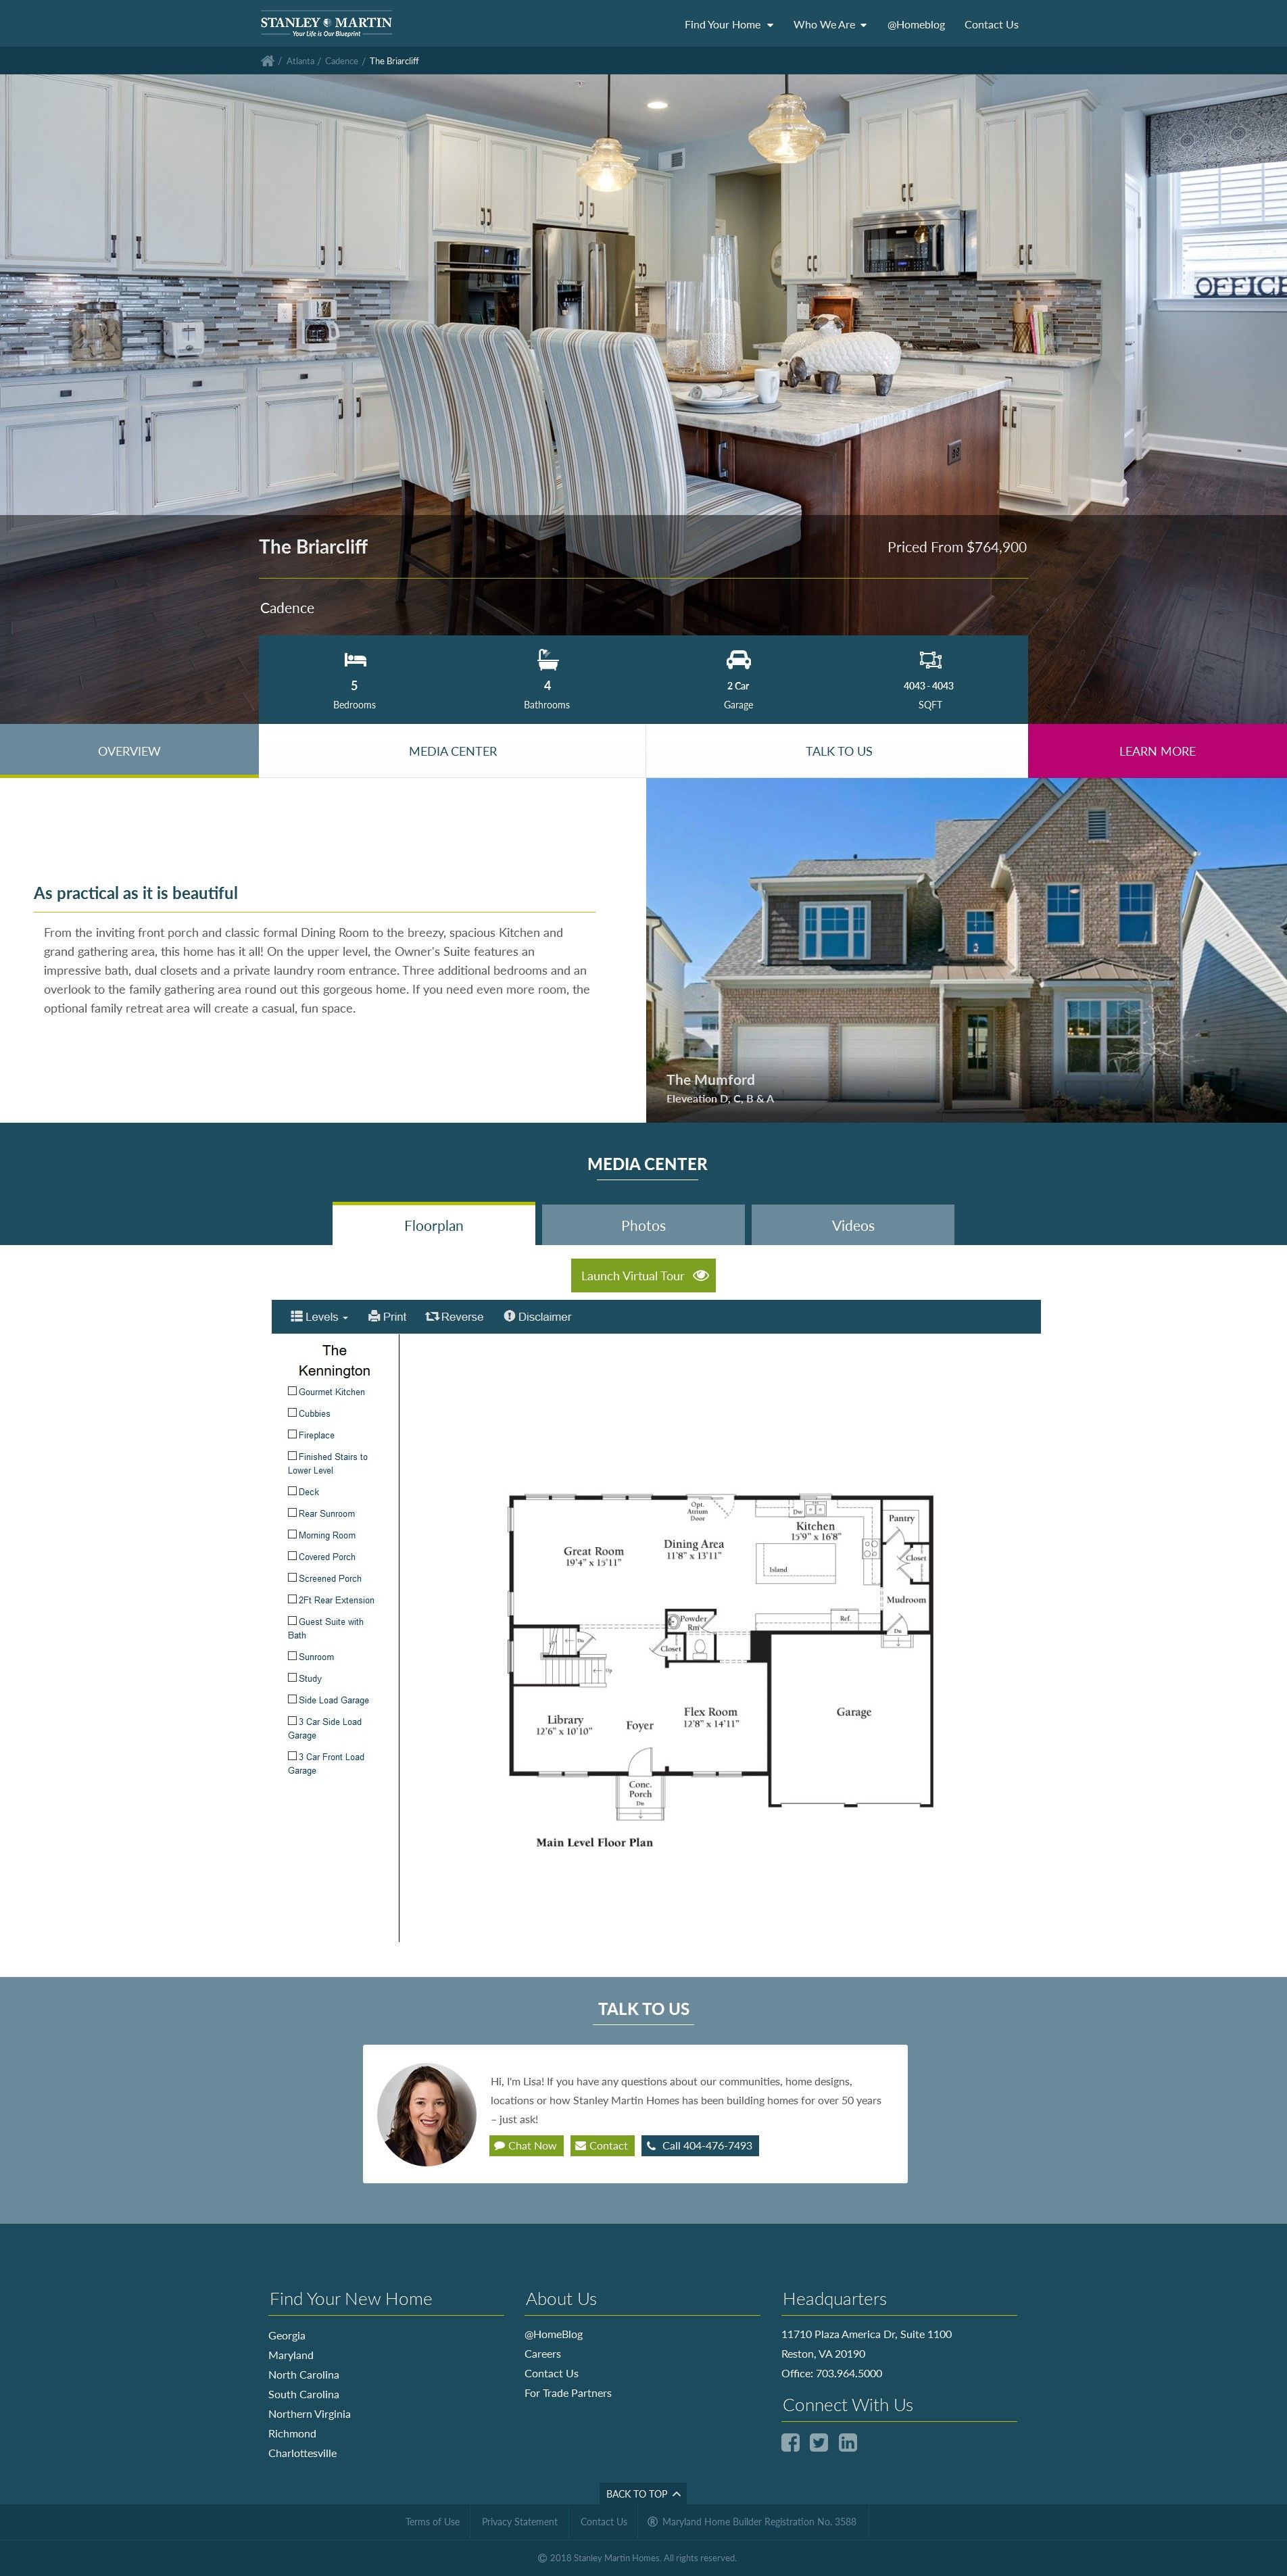 STANLEY MARTIN
Your Life is Our Blueprint
Find Your Home
Who We Are
@Homeblog
Contact Us
/ Atlanta / Cadence / The Briarcliff
OFFICE
The Briarcliff
Priced From $764,900
Cadence
5
Bedrooms
4
Bathrooms
2 Car
Garage
4043 - 4043
SQFT
OVERVIEW
MEDIA CENTER
TALK TO US
LEARN MORE
As practical as it is beautiful
From the inviting front porch and classic formal Dining Room to the breezy, spacious Kitchen and
grand gathering area, this home has it all! On the upper level, the Owner's Suite features an
impressive bath, dual closets and a private laundry room entrance. Three additional bedrooms and an
overlook to the family gathering area round out this gorgeous home. If you need even more room, the
optional family retreat area will create a casual, fun space.
The Mumford
Eleveation D, C, B & A
MEDIA CENTER
Floorplan
Photos
Videos
Launch Virtual Tour
Levels
Print
Reverse
Disclaimer
The
Kennington
Gourmet Kitchen
Cubbies
Fireplace
Finished Stairs to
Lower Level
Deck
Rear Sunroom
Morning Room
Covered Porch
Screened Porch
2Ft Rear Extension
Guest Suite with
Bath
Sunroom
Study
Side Load Garage
3 Car Side Load
Garage
3 Car Front Load
Garage
Opt.
Atrium
Door
Great Room
19'4" x 15'11"
Dining Area
11'8" x 13'11"
Dw
Kitchen
15'9" x 16'8"
Island
Pantry
Closet
Mudroom
Ref.
Dn
Powder
Rm
Closet
Dn
Up
Library
12'6" x 10'10"
Foyer
Flex Room
12'8" x 14'11"
Garage
Conc.
Porch
Dn
Main Level Floor Plan
TALK TO US
Hi, I'm Lisa! If you have any questions about our communities, home designs,
locations or how Stanley Martin Homes has been building homes for over 50 years
– just ask!
Chat Now
Contact
Call 404-476-7493
Find Your New Home
Georgia
Maryland
North Carolina
South Carolina
Northern Virginia
Richmond
Charlottesville
About Us
@HomeBlog
Careers
Contact Us
For Trade Partners
Headquarters
11710 Plaza America Dr, Suite 1100
Reston, VA 20190
Office: 703.964.5000
Connect With Us
BACK TO TOP
Terms of Use
Privacy Statement
Contact Us
® Maryland Home Builder Registration No. 3588
© 2018 Stanley Martin Homes. All rights reserved.